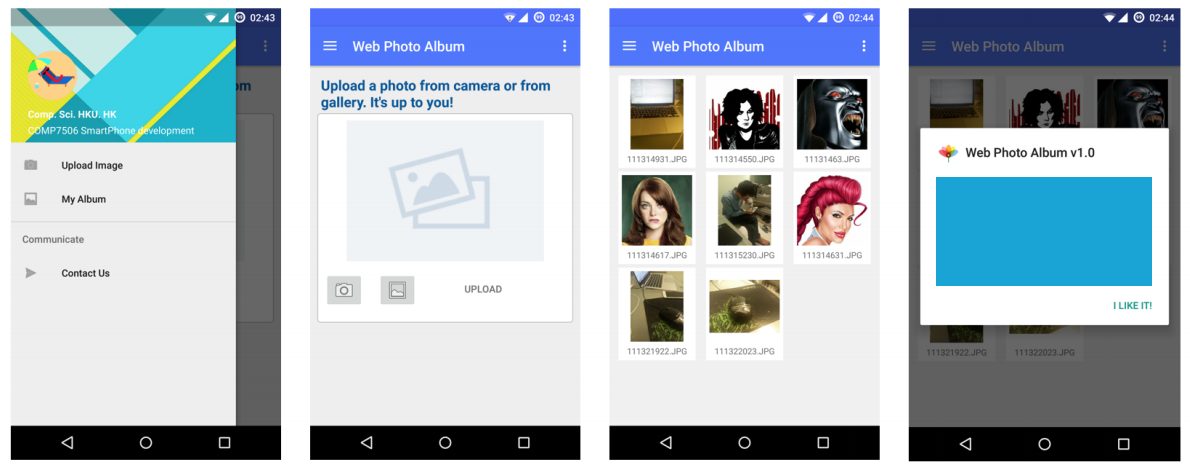 02:43
Comp. Sci. HKU. HK
COMP7506 SmartPhone development
Upload Image
My Album
Communicate
Contact Us
om
02:43
Web Photo Album
Upload a photo from camera or from
gallery. It's up to you!
UPLOAD
02:44
Web Photo Album
111314931.JPG
111314550.JPG
11131463.JPG
111314617.JPG
111315230.JPG
111314631.JPG
111321922.JPG
111322023.JPG
02:44
Web Photo Album
Web Photo Album v1.0
I LIKE IT!
111321922.JPG
111322023.JPG